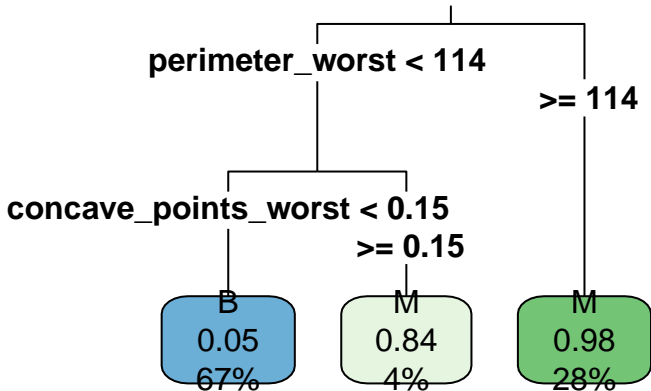 perimeter_worst < 114
>= 114
concave_points_worst < 0.15
>= 0.15
B
0.05
67%
M
0.84
4%
M
0.98
28%